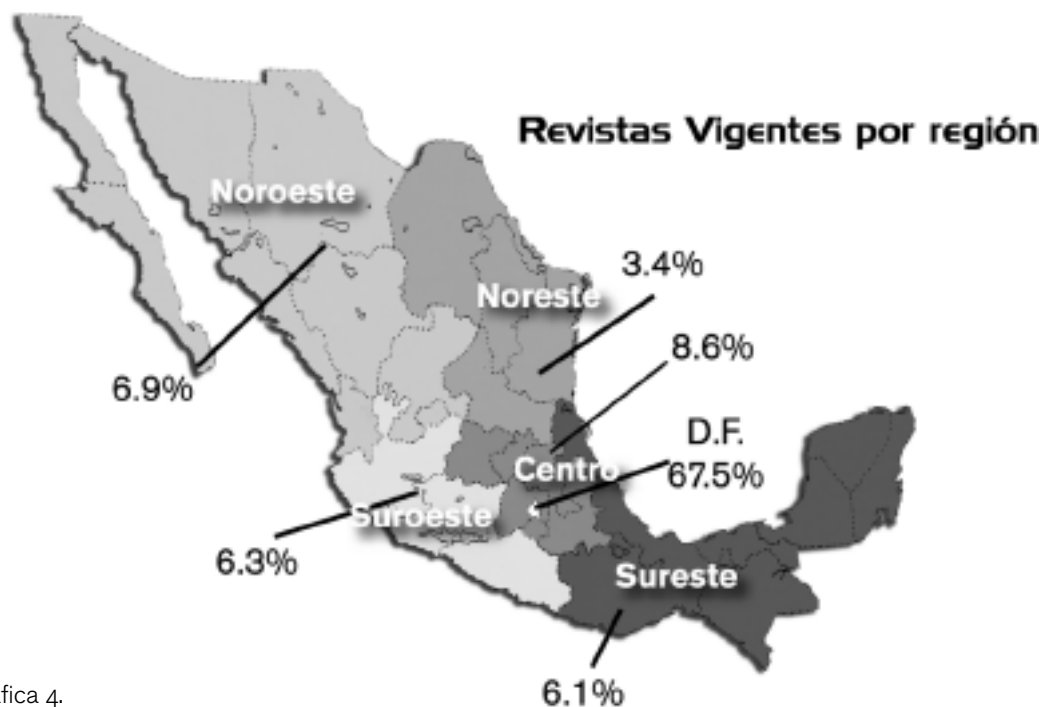 Revistas Vigentes por región
Noroeste
3.4%
Noreste
8.6%
6.9%
D.F.
Centro
67.5%
Suroeste
6.3%
Sureste
6.1%
fica 4.